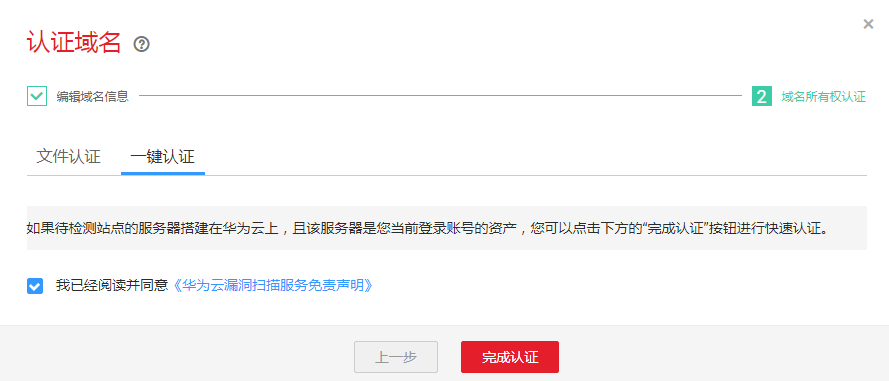 认证域名
编辑域名信息
2 域名所有权认证
文件认证 一键认证
如果待检测站点的服务器搭建在华为云上，且该服务器是您当前登录账号的资产，您可以点击下方的“完成认证”按钮进行快速认证。
我已经阅读并同意《华为云漏洞扫描服务免责声明》
上一步 完成认证